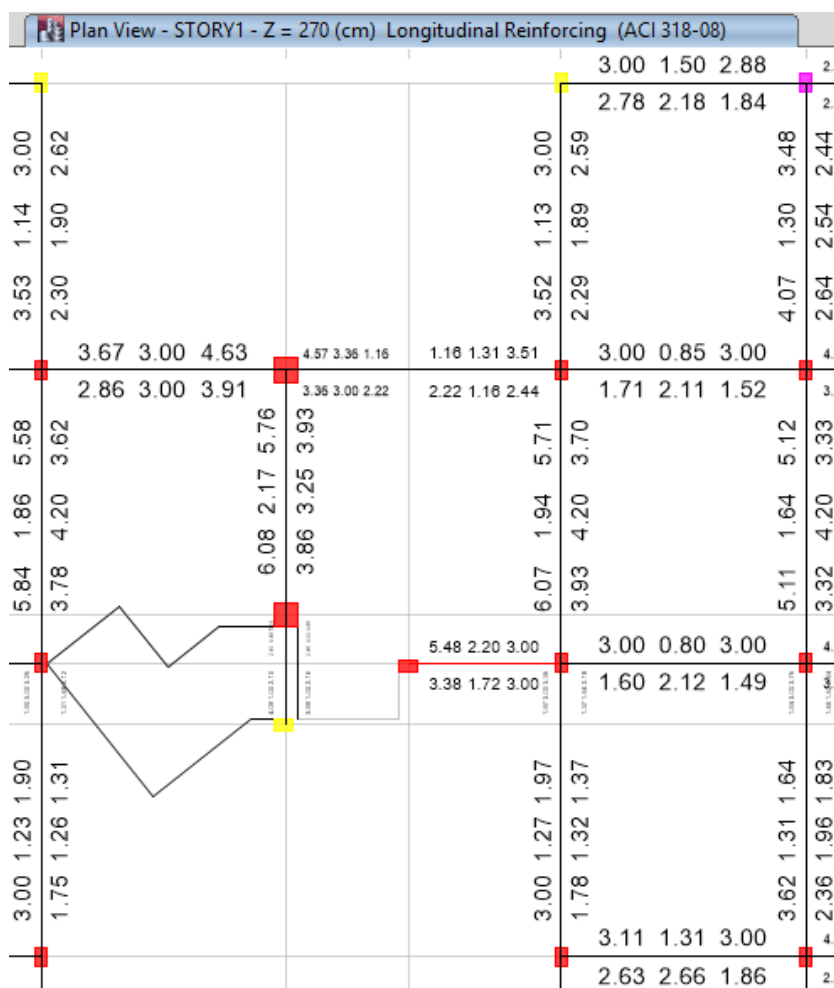 Plan View - STORY1 - Z = 270 (cm) Longitudinal Reinforcing (ACI 318-08)
3.00 1.50 2.88
2.78 2.18 1.84
3.53 1.14 3.00
2.30 1.90 2.62
3.52 1.13 3.00
2.29 1.89 2.59
4.07 1.30 3.48
2.64 2.54 2.44
3.67 3.00 4.63
4.57 3.36 1.16
1.16 1.31 3.51
3.00 0.85 3.00
2.86 3.00 3.91
3.36 3.00 2.22
2.22 1.16 2.44
1.71 2.11 1.52
5.84 1.86 5.58
3.78 4.20 3.62
6.08 2.17 5.76
3.86 3.25 3.93
6.07 1.94 5.71
3.93 4.20 3.70
5.11 1.64 5.12
3.32 4.20 3.33
5.48 2.20 3.00
3.00 0.80 3.00
3.38 1.72 3.00
1.60 2.12 1.49
3.00 1.23 1.90
1.75 1.26 1.31
3.00 1.27 1.97
1.78 1.32 1.37
3.62 1.31 1.64
2.36 1.96 1.83
3.11 1.31 3.00
2.63 2.66 1.86